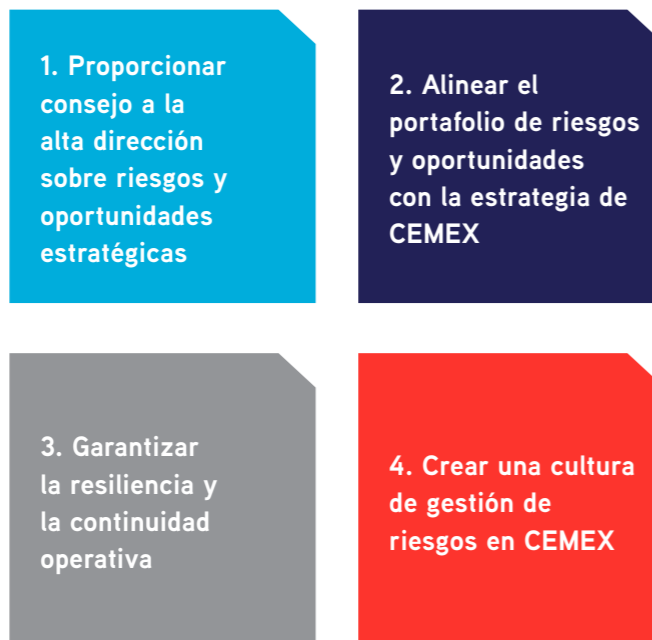 1. Proporcionar
consejo a la
alta dirección
sobre riesgos y
oportunidades
estratégicas
2. Alinear el
portafolio de riesgos
y oportunidades
con la estrategia de
CEMEX
3. Garantizar
la resiliencia y
la continuidad
operativa
4. Crear una cultura
de gestión de
riesgos en CEMEX